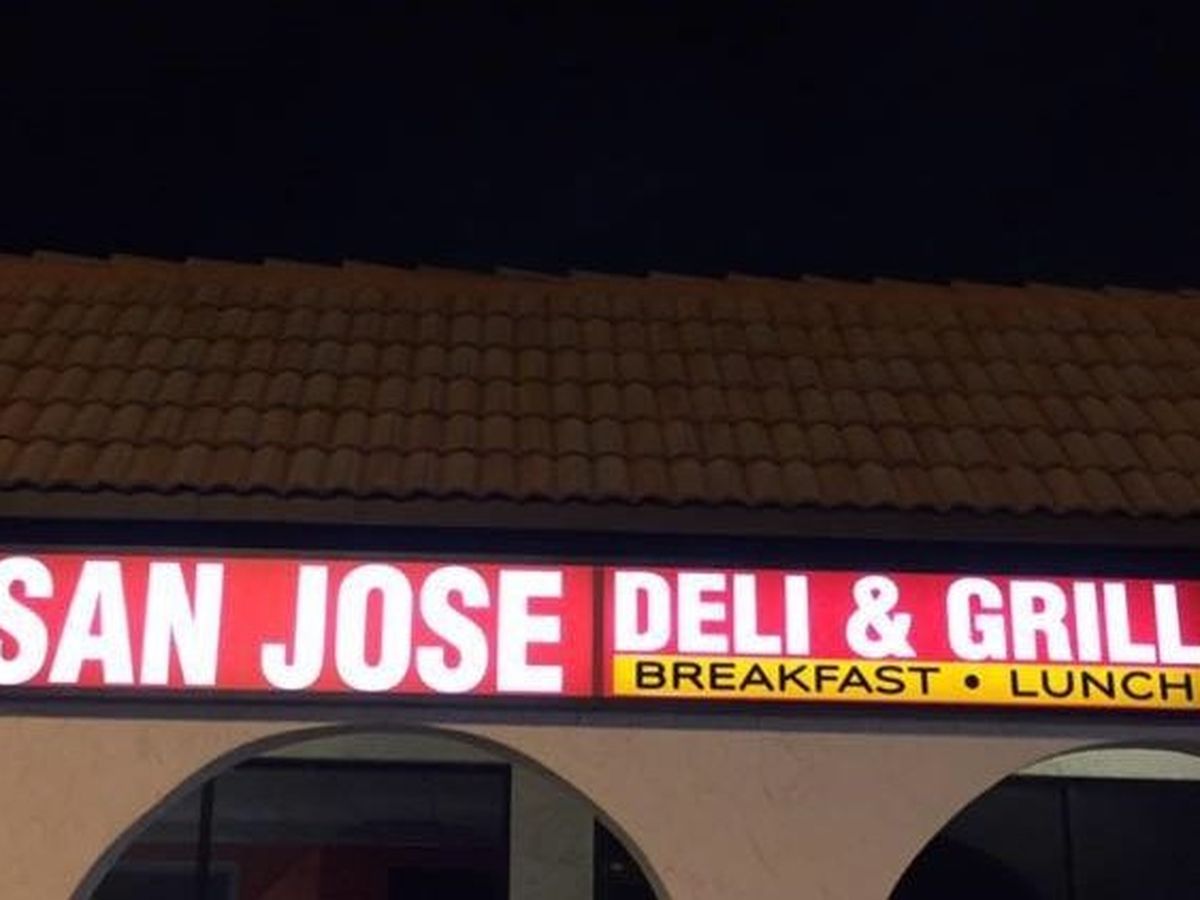 SAN JOSE DELI & GRILL
BREAKFAST • LUNCH